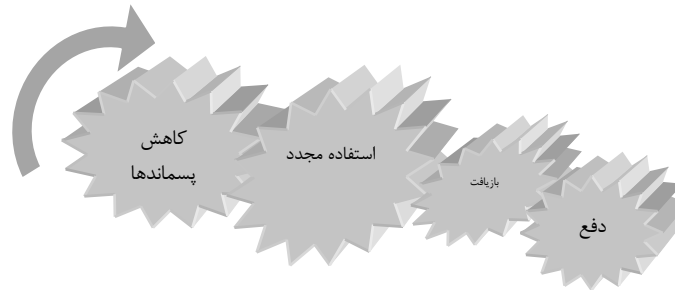 کاهش
پسماندها
استفاده مجدد
بازیافت
دفع